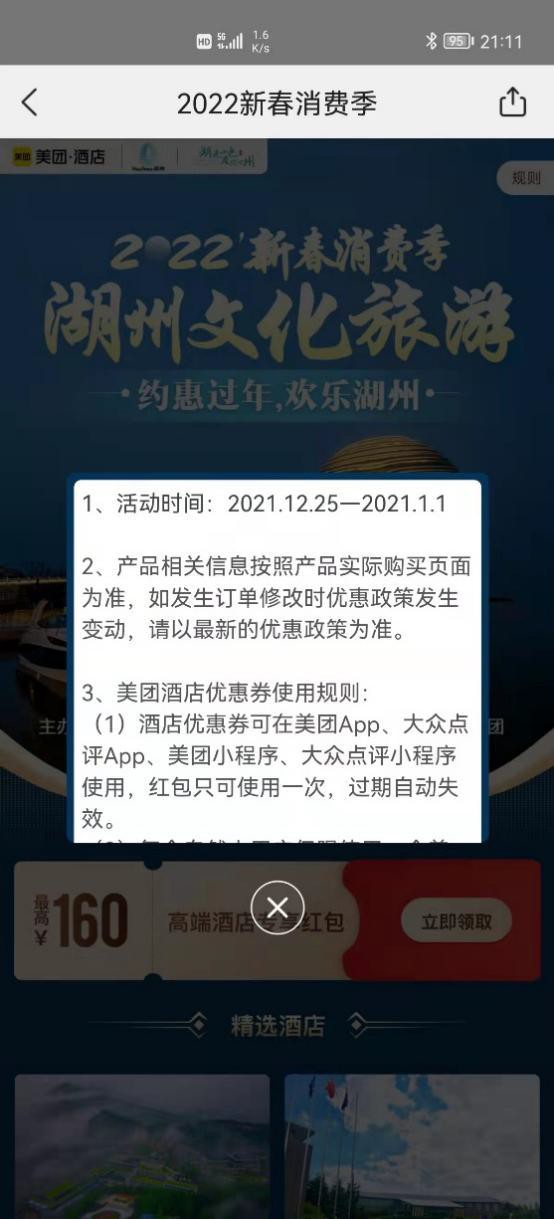 HD 5G 1.6 K/s 95 21:11
2022新春消费季
美团 美团·酒店
规则
2022'新春消费季
湖州文化旅游
·约惠过年,欢乐湖州·
1、活动时间：2021.12.25—2021.1.1
2、产品相关信息按照产品实际购买页面
为准，如发生订单修改时优惠政策发生
变动，请以最新的优惠政策为准。
3、美团酒店优惠券使用规则：
（1）酒店优惠券可在美团App、大众点
评App、美团小程序、大众点评小程序
使用，红包只可使用一次，过期自动失
效。
最高¥160
高端酒店专享红包
立即领取
精选酒店